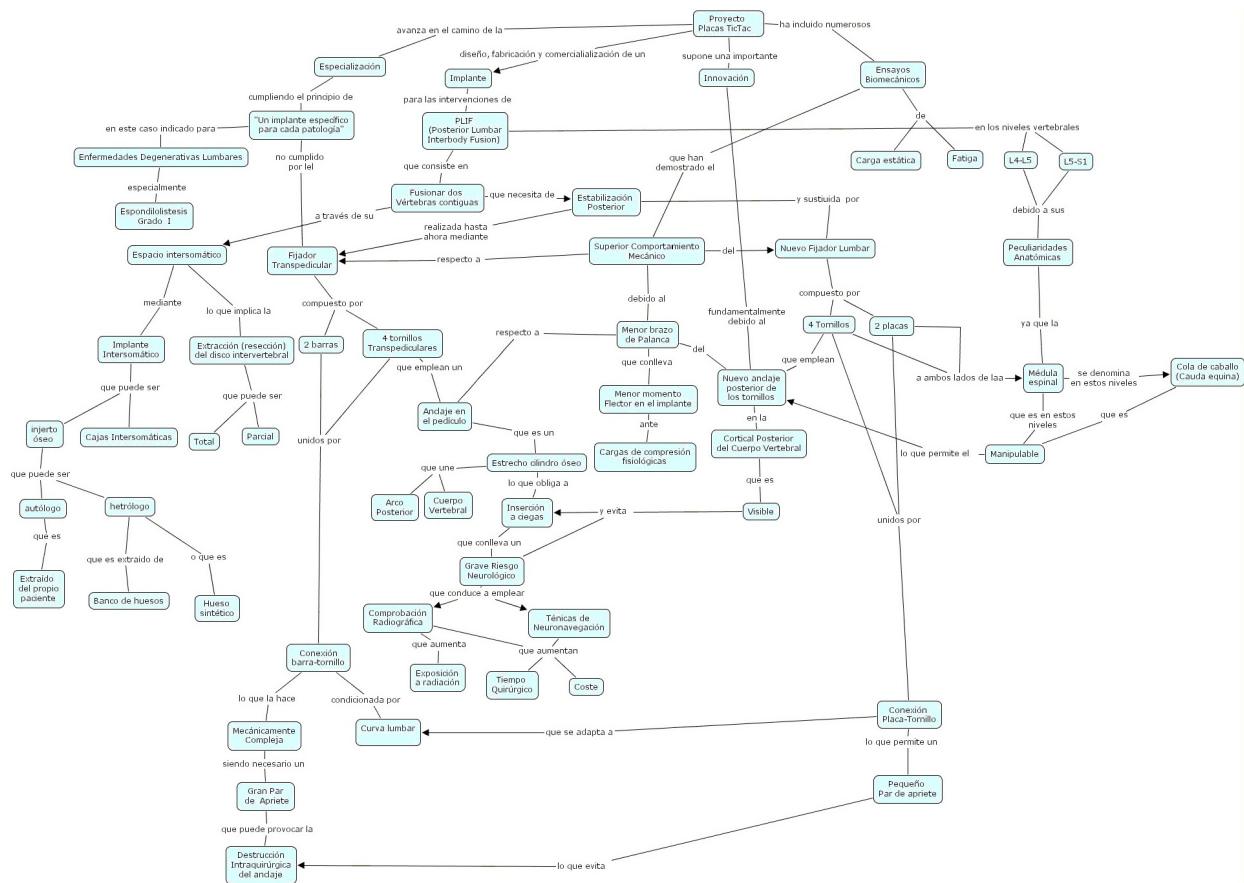 Proyecto
Placas TicTac
ha incluido numerosos
avanza en el camino de la
diseño, fabricación y comercialialización de un
supone una importante
Especialización
Implante
Innovación
Ensayos
Biomecánicos
cumpliendo el principio de
para las intervenciones de
"Un implante específico
para cada patología"
PLIF
(Posterior Lumbar
Interbody Fusion)
en este caso indicado para
en los niveles vertebrales
de
Enfermedades Degenerativas Lumbares
no cumplido
por lel
que consiste en
que han
demostrado el
Carga estática
Fatiga
L4-L5
L5-S1
especialmente
Fusionar dos
Vértebras contiguas
que necesita de
Estabilización
Posterior
y sustiuida por
Espondilolistesis
Grado I
a través de su
realizada hasta
ahora mediante
debido a sus
Espacio intersomático
Fijador
Transpedicular
respecto a
Superior Comportamiento
Mecánico
del
Nuevo Fijador Lumbar
Peculiaridades
Anatómicas
mediante
lo que implica la
compuesto por
debido al
fundamentalmente
debido al
compuesto por
ya que la
Implante
Intersomático
Extracción (resección)
del disco intervertebral
2 barras
4 tornillos
Transpediculares
respecto a
Menor brazo
de Palanca
del
4 Tornillos
2 placas
que emplean un
que conlleva
que emplean
a ambos lados de laa
Médula
espinal
se denomina
en estos niveles
Cola de caballo
(Cauda equina)
que puede ser
que puede ser
Nuevo anclaje
posterior de
los tornillos
Menor momento
Flector en el implante
Anclaje en
el pedículo
en la
que es en estos
niveles
que es
injerto
óseo
Cajas Intersomáticas
Total
Parcial
unidos por
que es un
ante
Cortical Posterior
del Cuerpo Vertebral
lo que permite el
Manipulable
Estrecho cilindro óseo
Cargas de compresión
fisiológicas
que puede ser
que une
lo que obliga a
que es
autólogo
hetrólogo
Arco
Posterior
Cuerpo
Vertebral
Inserción
a ciegas
y evita
Visible
unidos por
que es
que es extraido de
o que es
que conlleva un
Grave Riesgo
Neurológico
Extraído
del propio
paciente
Banco de huesos
Hueso
sintético
que conduce a emplear
Comprobación
Radiográfica
Ténicas de
Neuronavegación
Conexión
barra-tornillo
que aumenta
que aumentan
Exposición
a radiación
Tiempo
Quirúrgico
Coste
lo que la hace
condicionada por
Conexión
Placa-Tornillo
Mecánicamente
Compleja
Curva lumbar
que se adapta a
lo que permite un
siendo necesario un
Gran Par
de Apriete
Pequeño
Par de apriete
que puede provocar la
Destrucción
Intraquirúrgica
del anclaje
lo que evita